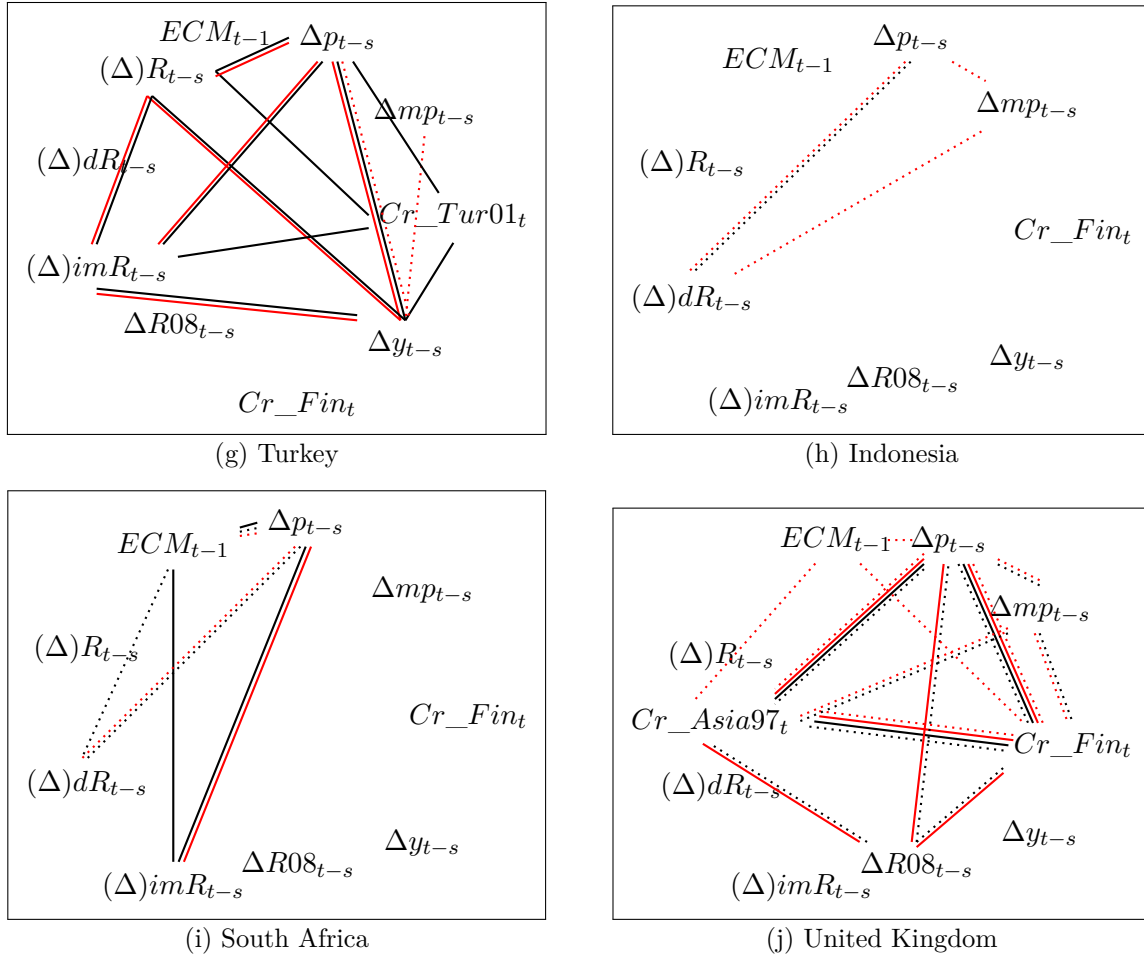 ECM_{t−1}
Δp_{t−s}
(Δ)R_{t−s}
Δmp_{t−s}
(Δ)dR_{t−s}
Cr_Tur01_t
(Δ)imR_{t−s}
ΔR08_{t−s}
Δy_{t−s}
Cr_Fin_t
(g) Turkey
Δp_{t−s}
ECM_{t−1}
Δmp_{t−s}
(Δ)R_{t−s}
Cr_Fin_t
(Δ)dR_{t−s}
Δy_{t−s}
ΔR08_{t−s}
(Δ)imR_{t−s}
(h) Indonesia
Δp_{t−s}
ECM_{t−1}
Δmp_{t−s}
(Δ)R_{t−s}
Cr_Fin_t
(Δ)dR_{t−s}
Δy_{t−s}
ΔR08_{t−s}
(Δ)imR_{t−s}
(i) South Africa
ECM_{t−1}
Δp_{t−s}
Δmp_{t−s}
(Δ)R_{t−s}
Cr_Asia97_t
Cr_Fin_t
(Δ)dR_{t−s}
Δy_{t−s}
ΔR08_{t−s}
(Δ)imR_{t−s}
(j) United Kingdom